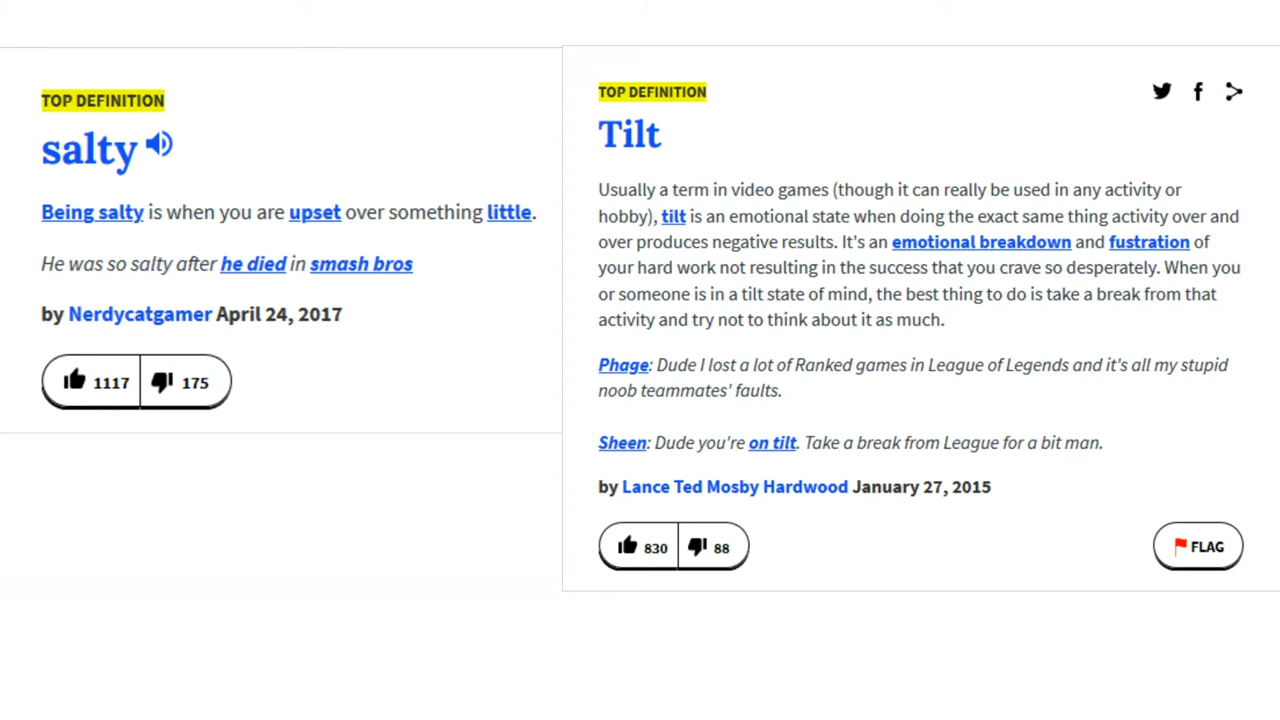 TOP DEFINITION
salty
Being salty is when you are upset over something little.
He was so salty after he died in smash bros
by Nerdycatgamer April 24, 2017
1117 175
TOP DEFINITION
Tilt
Usually a term in video games (though it can really be used in any activity or
hobby), tilt is an emotional state when doing the exact same thing activity over and
over produces negative results. It's an emotional breakdown and fustration of
your hard work not resulting in the success that you crave so desperately. When you
or someone is in a tilt state of mind, the best thing to do is take a break from that
activity and try not to think about it as much.
Phage: Dude I lost a lot of Ranked games in League of Legends and it's all my stupid
noob teammates' faults.
Sheen: Dude you're on tilt. Take a break from League for a bit man.
by Lance Ted Mosby Hardwood January 27, 2015
830 88
FLAG